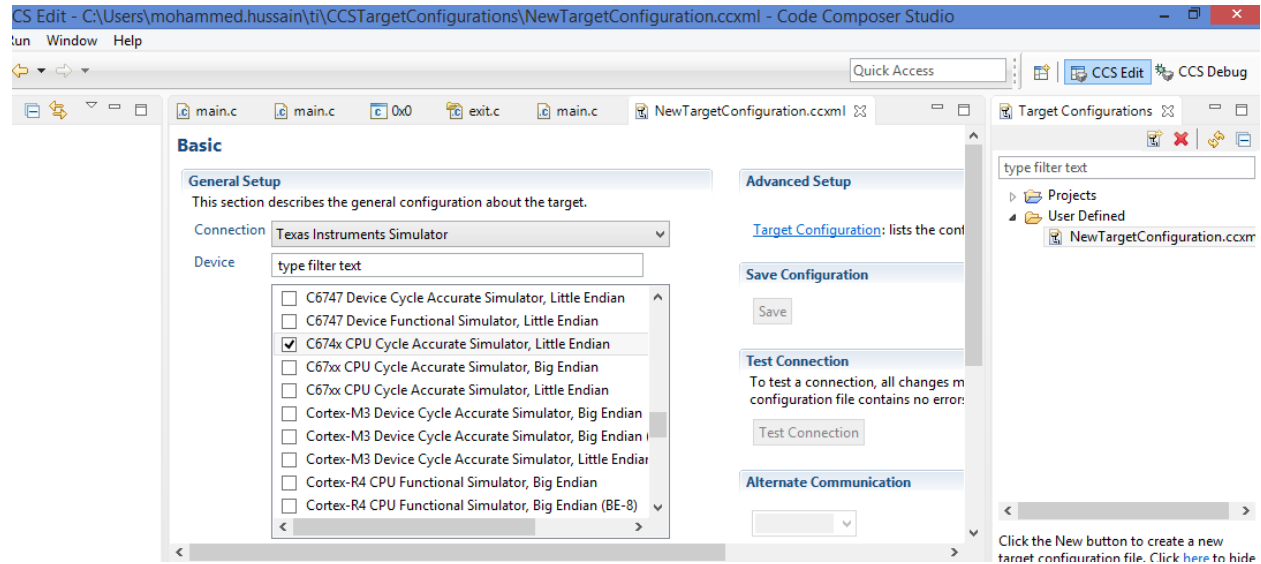 CS Edit - C:\Users\mohammed.hussain\ti\CCSTargetConfigurations\NewTargetConfiguration.ccxml - Code Composer Studio
Run Window Help
Quick Access
CCS Edit CCS Debug
main.c main.c 0x0 exit.c main.c NewTargetConfiguration.ccxml Target Configurations
Basic
type filter text
General Setup
This section describes the general configuration about the target.
Connection Texas Instruments Simulator
Device type filter text
C6747 Device Cycle Accurate Simulator, Little Endian
C6747 Device Functional Simulator, Little Endian
C674x CPU Cycle Accurate Simulator, Little Endian
C67xx CPU Cycle Accurate Simulator, Big Endian
C67xx CPU Cycle Accurate Simulator, Little Endian
Cortex-M3 Device Cycle Accurate Simulator, Big Endian
Cortex-M3 Device Cycle Accurate Simulator, Big Endian (
Cortex-M3 Device Cycle Accurate Simulator, Little Endian
Cortex-R4 CPU Functional Simulator, Big Endian
Cortex-R4 CPU Functional Simulator, Big Endian (BE-8)
Advanced Setup
Target Configuration: lists the conf
Save Configuration
Save
Test Connection
To test a connection, all changes m
configuration file contains no errors
Test Connection
Alternate Communication
Projects
User Defined
NewTargetConfiguration.ccxm
Click the New button to create a new
target configuration file. Click here to hide